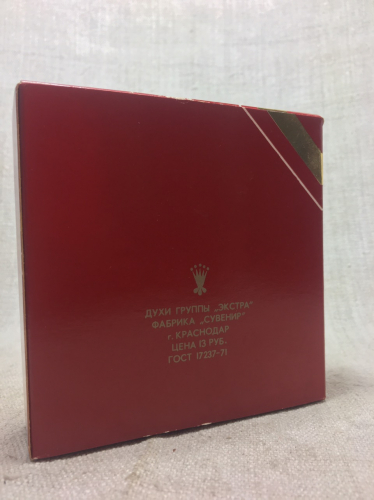 ДУХИ ГРУППЫ „ЭКСТРА"
ФАБРИКА „СУВЕНИР"
г. КРАСНОДАР
ЦЕНА 13 РУБ.
ГОСТ 17237-71